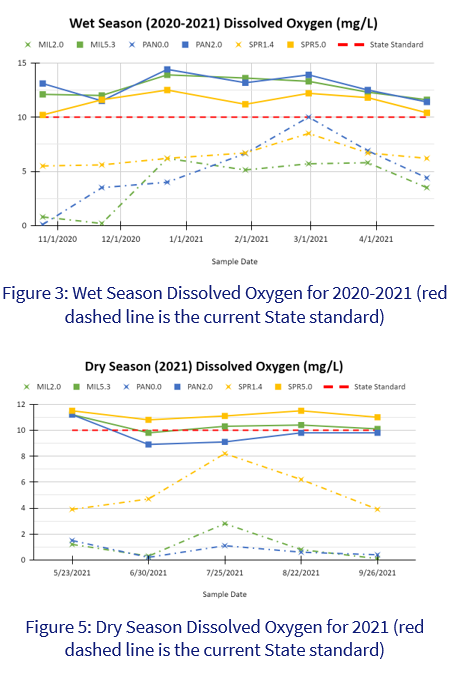 Wet Season (2020-2021) Dissolved Oxygen (mg/L)
MIL2.0 MIL5.3 PAN0.0 PAN2.0 SPR1.4 SPR5.0 State Standard
15
10
5
0
11/1/2020 12/1/2020 1/1/2021 2/1/2021 3/1/2021 4/1/2021
Sample Date
Figure 3: Wet Season Dissolved Oxygen for 2020-2021 (red
dashed line is the current State standard)
Dry Season (2021) Dissolved Oxygen (mg/L)
MIL2.0 MIL5.3 PAN0.0 PAN2.0 SPR1.4 SPR5.0 State Standard
12
10
8
6
4
2
0
5/23/2021 6/30/2021 7/25/2021 8/22/2021 9/26/2021
Sample Date
Figure 5: Dry Season Dissolved Oxygen for 2021 (red
dashed line is the current State standard)